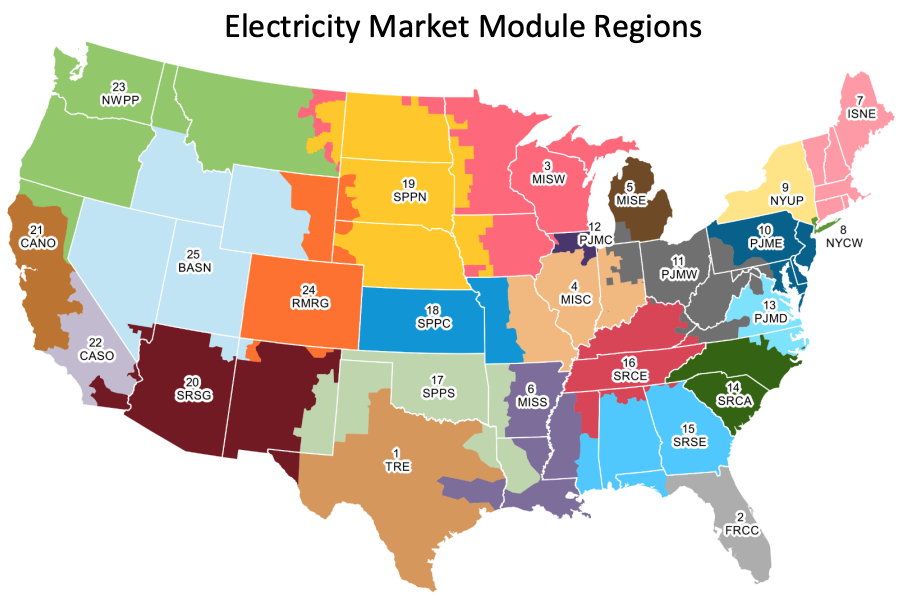 Electricity Market Module Regions
23
NWPP
7
ISNE
3
MISW
5
MISE
19
SPPN
9
NYUP
8
NYCW
21
CANO
12
PJMC
10
PJME
25
BASN
11
PJMW
24
RMRG
4
MISC
13
PJMD
18
SPPC
22
CASO
16
SRCE
20
SRSG
17
SPPS
6
MISS
14
SRCA
15
SRSE
1
TRE
2
FRCC